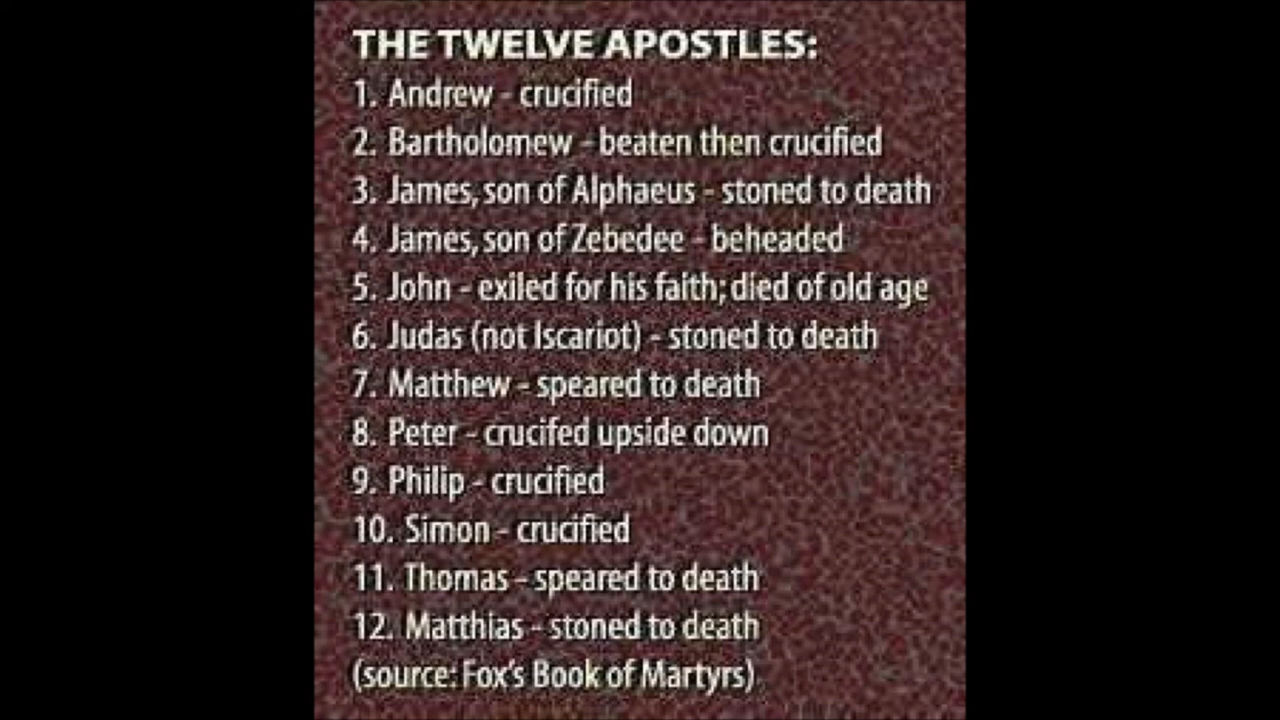 THE TWELVE APOSTLES:
1. Andrew - crucified
2. Bartholomew - beaten then crucified
3. James, son of Alphaeus - stoned to death
4. James, son of Zebedee - beheaded
5. John - exiled for his faith; died of old age
6. Judas (not Iscariot) - stoned to death
7. Matthew - speared to death
8. Peter - crucifed upside down
9. Philip - crucified
10. Simon - crucified
11. Thomas - speared to death
12. Matthias - stoned to death
(source: Fox's Book of Martyrs)